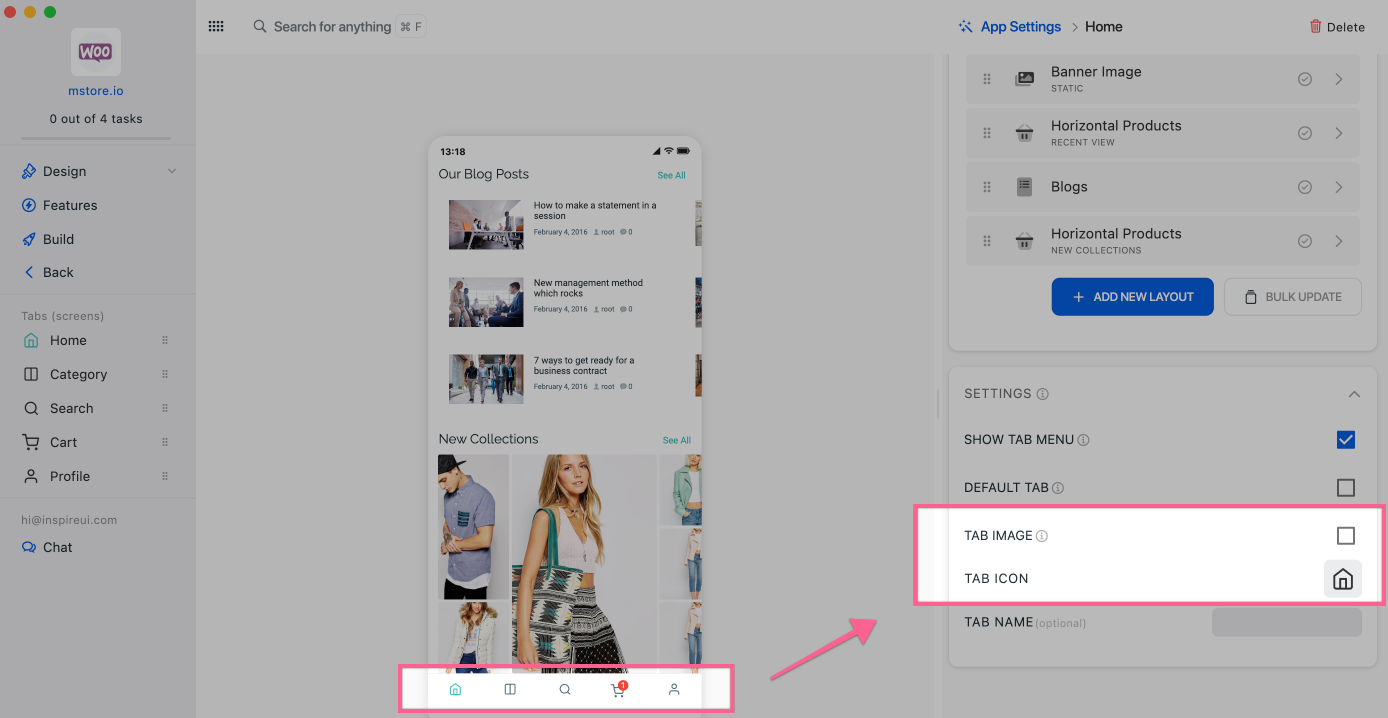 WOO
mstore.io
0 out of 4 tasks
Design
Features
Build
Back
Tabs (screens)
Home
Category
Search
Cart
Profile
hi@inspireui.com
Chat
Search for anything ⌘ F
App Settings > Home
Delete
13:18
Our Blog Posts See All
How to make a statement in a
session
February 4, 2016 root 0
New management method
which rocks
February 4, 2016 root 0
7 ways to get ready for a
business contract
February 4, 2016 root 0
New Collections See All
1
Banner Image
STATIC
Horizontal Products
RECENT VIEW
Blogs
Horizontal Products
NEW COLLECTIONS
+ ADD NEW LAYOUT
BULK UPDATE
SETTINGS
SHOW TAB MENU
DEFAULT TAB
TAB IMAGE
TAB ICON
TAB NAME (optional)